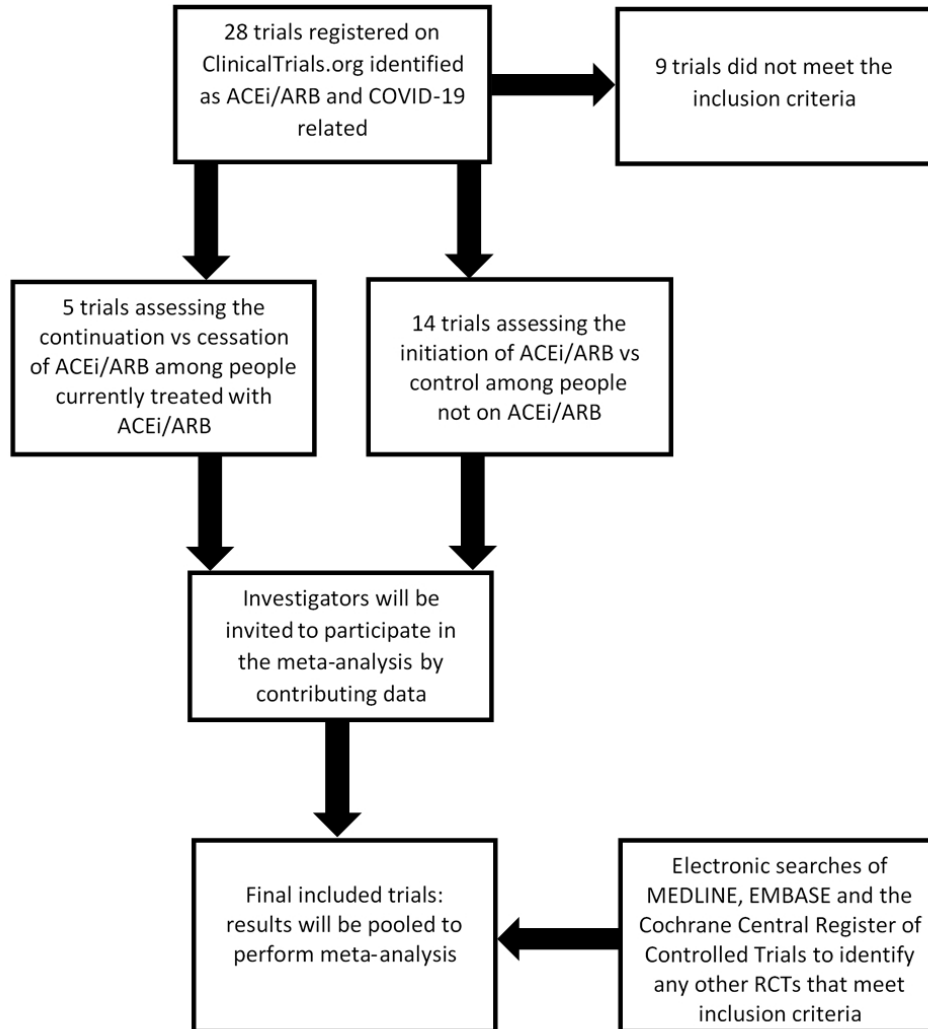 28 trials registered on
ClinicalTrials.org identified
as ACEi/ARB and COVID-19
related
9 trials did not meet the
inclusion criteria
5 trials assessing the
continuation vs cessation
of ACEi/ARB among people
currently treated with
ACEi/ARB
14 trials assessing the
initiation of ACEi/ARB vs
control among people
not on ACEi/ARB
Investigators will be
invited to participate in
the meta-analysis by
contributing data
Final included trials:
results will be pooled to
perform meta-analysis
Electronic searches of
MEDLINE, EMBASE and the
Cochrane Central Register of
Controlled Trials to identify
any other RCTs that meet
inclusion criteria